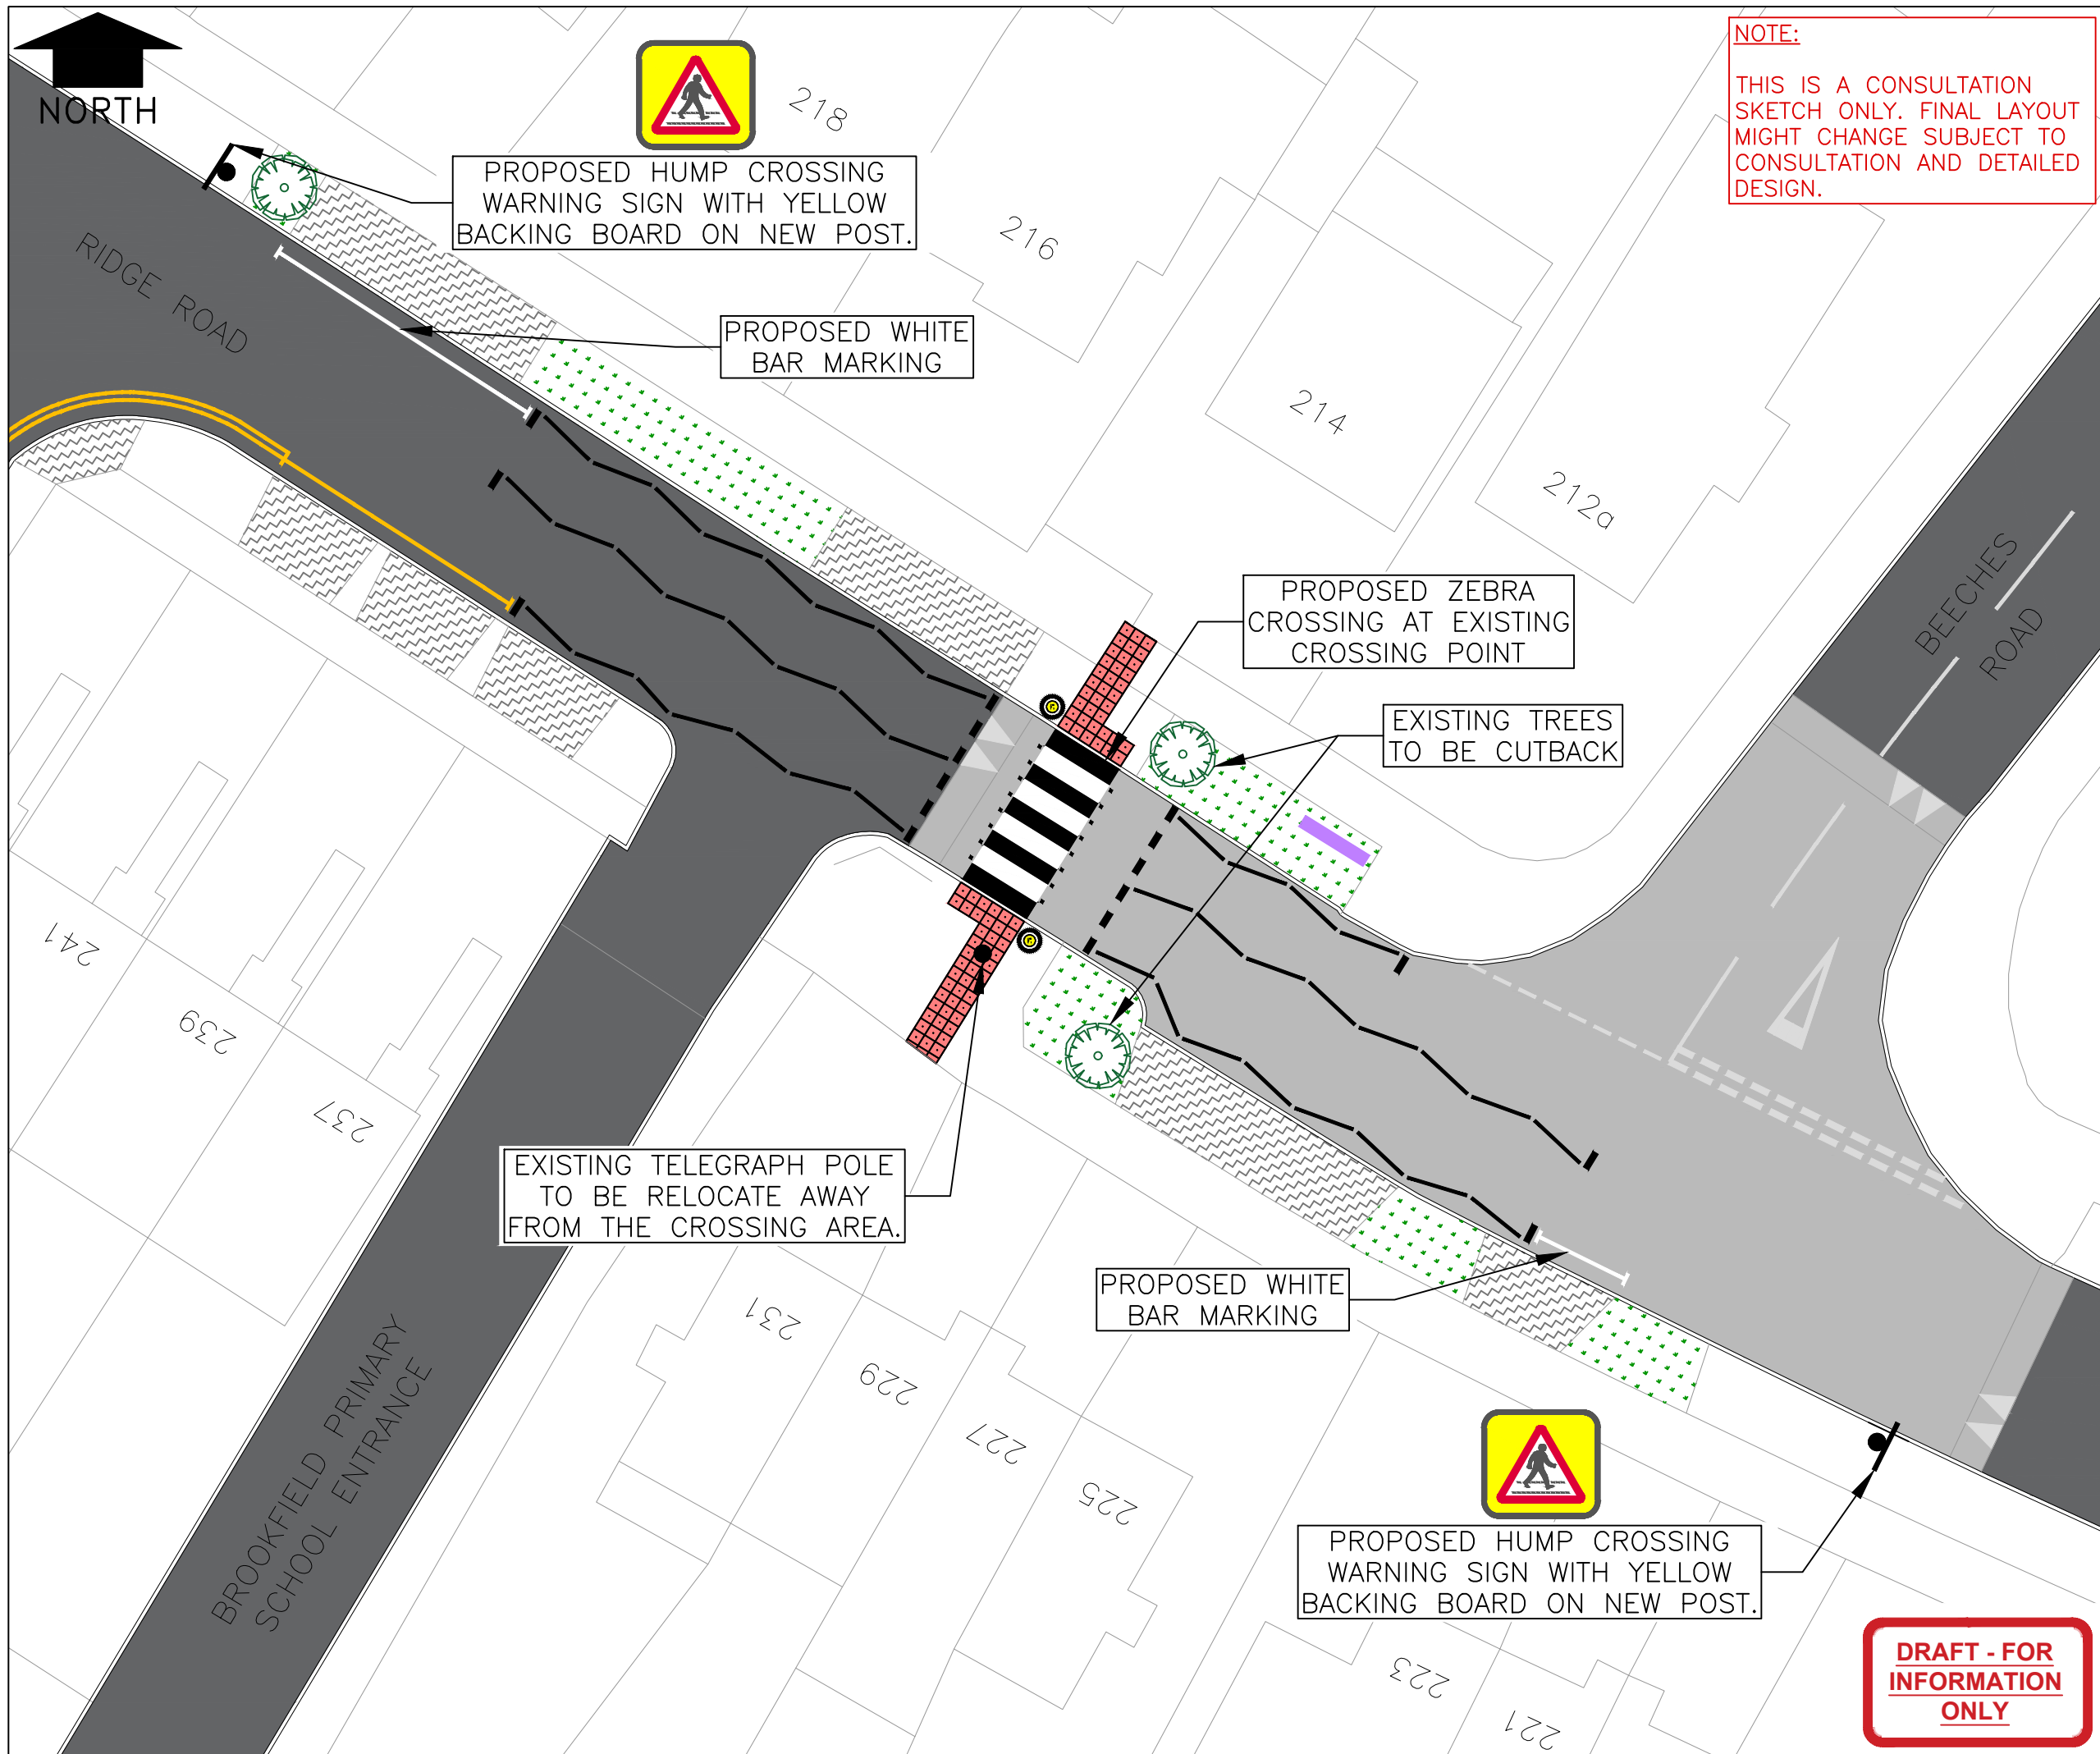 NORTH
NOTE:
THIS IS A CONSULTATION
SKETCH ONLY. FINAL LAYOUT
MIGHT CHANGE SUBJECT TO
CONSULTATION AND DETAILED
DESIGN.
218
PROPOSED HUMP CROSSING
WARNING SIGN WITH YELLOW
BACKING BOARD ON NEW POST.
216
RIDGE ROAD
PROPOSED WHITE
BAR MARKING
214
212a
BEECHES
ROAD
PROPOSED ZEBRA
CROSSING AT EXISTING
CROSSING POINT
EXISTING TREES
TO BE CUTBACK
241
239
237
EXISTING TELEGRAPH POLE
TO BE RELOCATE AWAY
FROM THE CROSSING AREA.
PROPOSED WHITE
BAR MARKING
231
229
227
225
BROOKFIELD PRIMARY
SCHOOL ENTRANCE
PROPOSED HUMP CROSSING
WARNING SIGN WITH YELLOW
BACKING BOARD ON NEW POST.
223
221
DRAFT - FOR
INFORMATION
ONLY